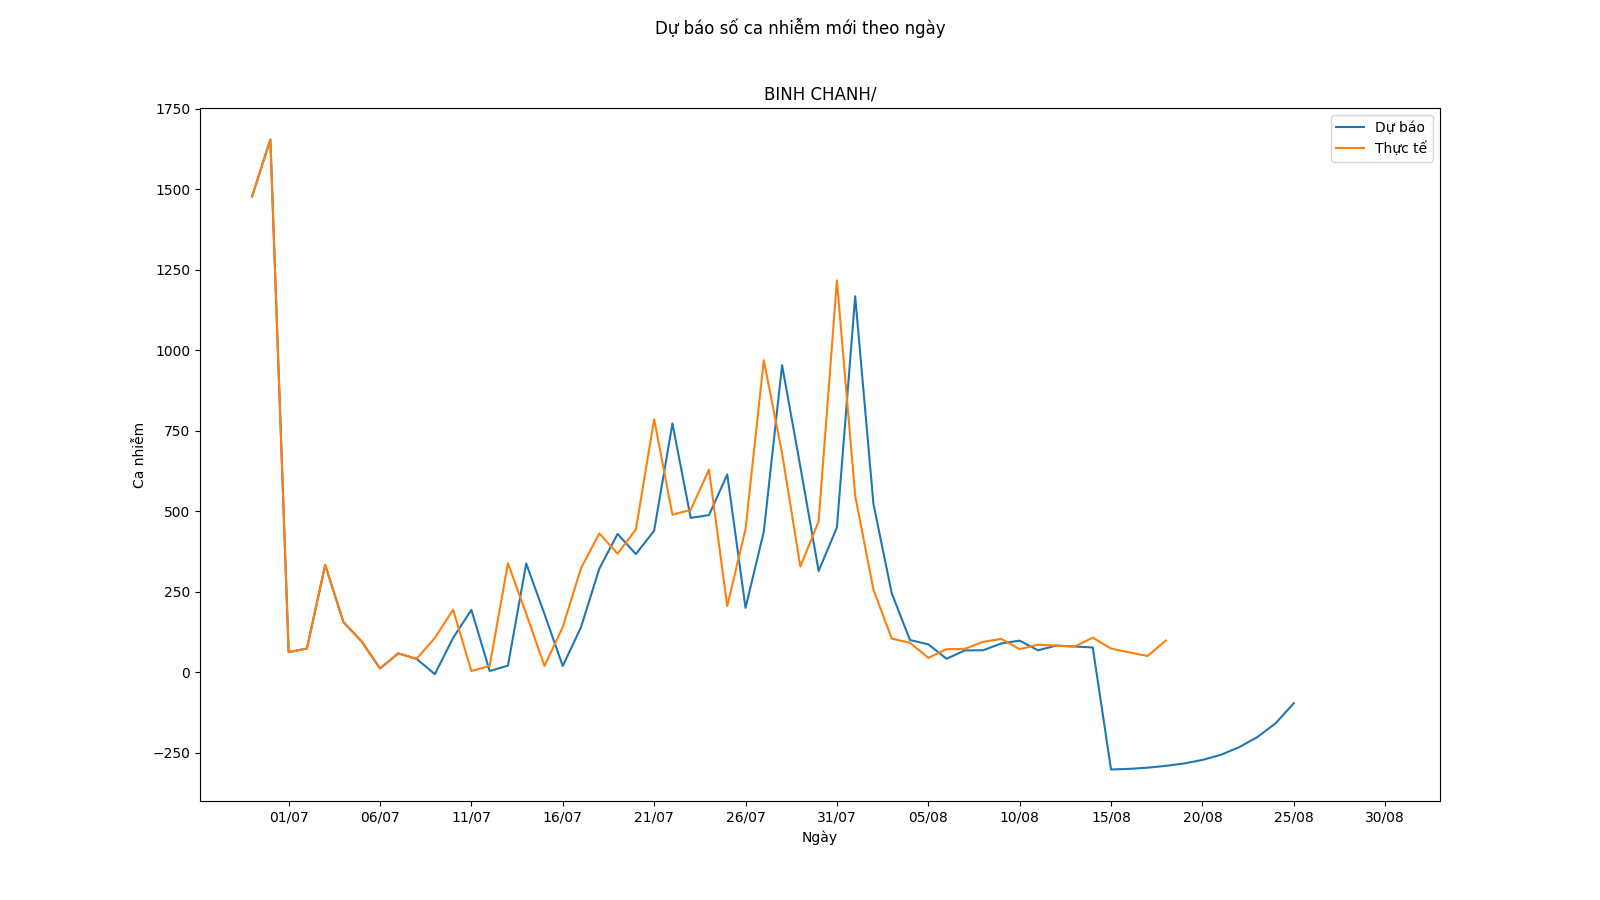 Dự báo số ca nhiễm mới theo ngày
BINH CHANH/
Dự báo
Thực tế
1750
1500
1250
1000
750
500
250
0
−250
Ca nhiễm
01/07 06/07 11/07 16/07 21/07 26/07 31/07 05/08 10/08 15/08 20/08 25/08 30/08
Ngày